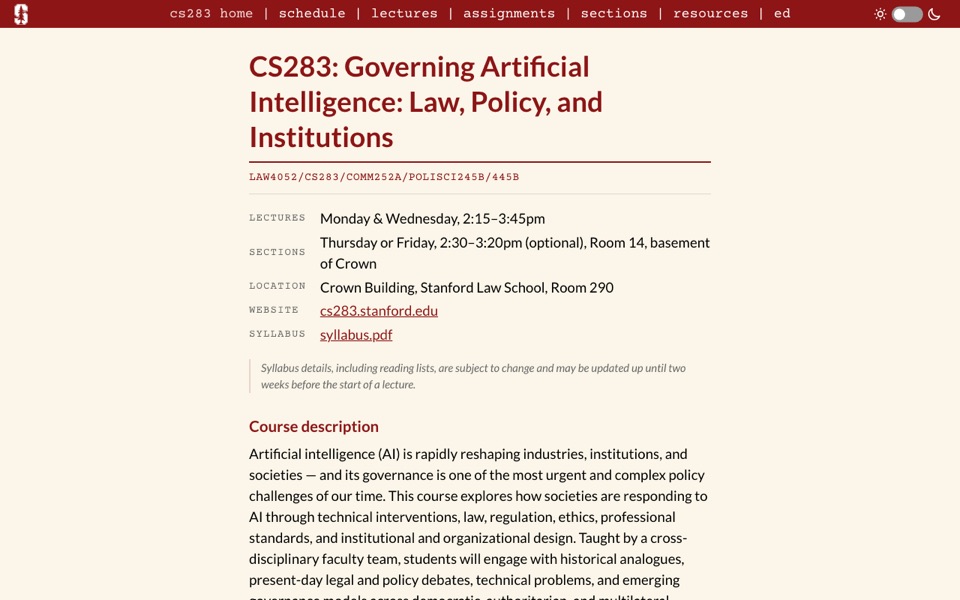 cs283 home | schedule | lectures | assignments | sections | resources | ed
CS283: Governing Artificial
Intelligence: Law, Policy, and
Institutions
LAW4052/CS283/COMM252A/POLISCI245B/445B
LECTURES Monday & Wednesday, 2:15–3:45pm
SECTIONS Thursday or Friday, 2:30–3:20pm (optional), Room 14, basement
of Crown
LOCATION Crown Building, Stanford Law School, Room 290
WEBSITE cs283.stanford.edu
SYLLABUS syllabus.pdf
Syllabus details, including reading lists, are subject to change and may be updated up until two
weeks before the start of a lecture.
Course description
Artificial intelligence (AI) is rapidly reshaping industries, institutions, and
societies — and its governance is one of the most urgent and complex policy
challenges of our time. This course explores how societies are responding to
AI through technical interventions, law, regulation, ethics, professional
standards, and institutional and organizational design. Taught by a cross-
disciplinary faculty team, students will engage with historical analogues,
present-day legal and policy debates, technical problems, and emerging
governance models across democratic, authoritarian, and multilateral